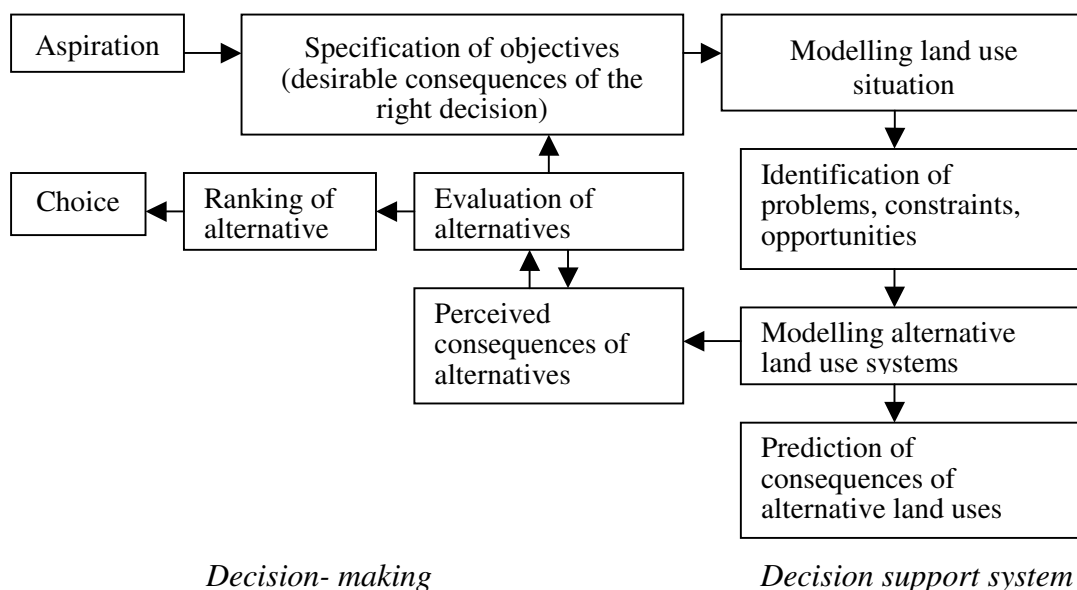 Aspiration
Specification of objectives
(desirable consequences of the
right decision)
Modelling land use
situation
Choice
Ranking of
alternative
Evaluation of
alternatives
Identification of
problems, constraints,
opportunities
Perceived
consequences of
alternatives
Modelling alternative
land use systems
Prediction of
consequences of
alternative land uses
Decision- making
Decision support system